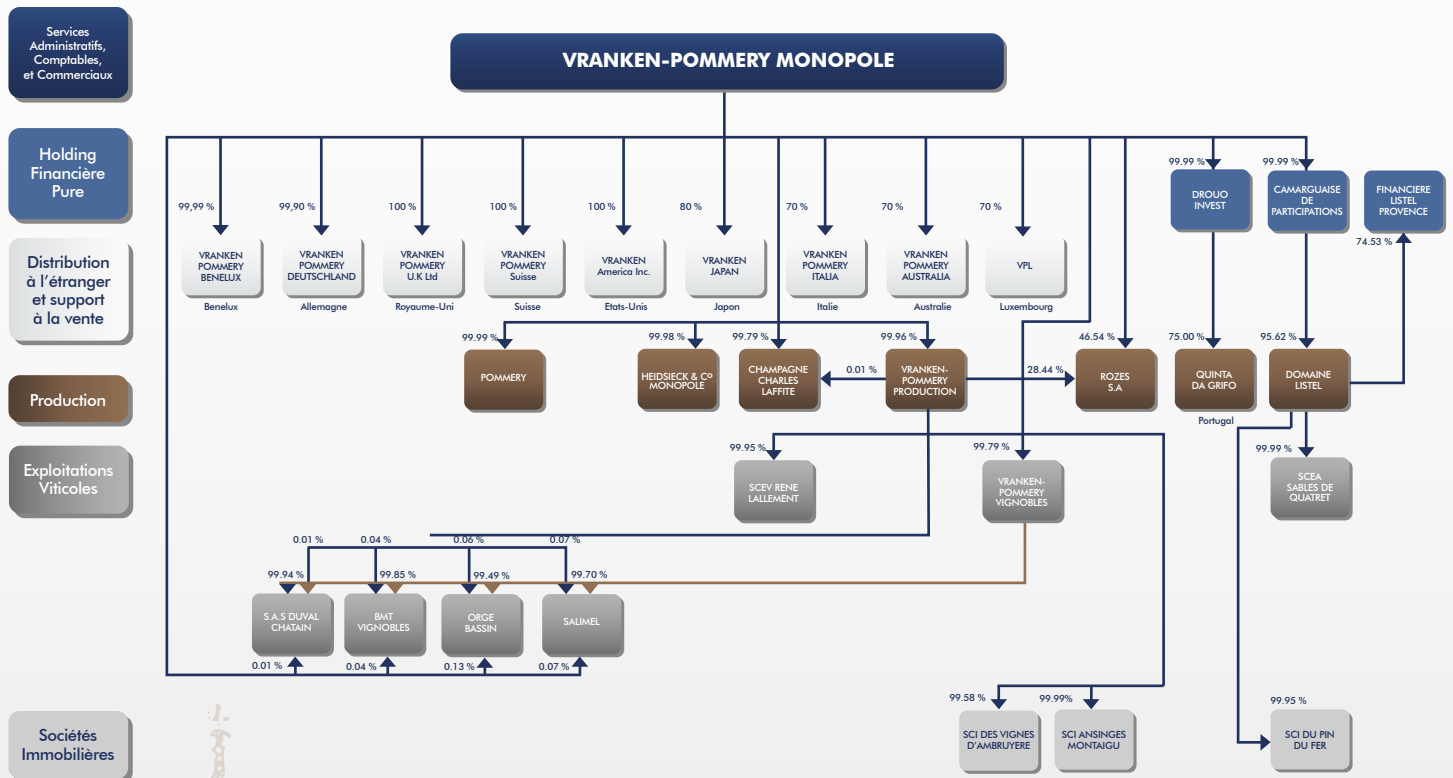 Services
Administratifs,
Comptables,
et Commerciaux
VRANKEN-POMMERY MONOPOLE
Holding
Financière
Pure
99.99 %
99.99 %
DROUO
INVEST
CAMARGUAISE
DE
PARTICIPATIONS
FINANCIERE
LISTEL
PROVENCE
74.53 %
99,99 %
99,90 %
100 %
100 %
100 %
80 %
70 %
70 %
70 %
Distribution
à l'étranger
et support
à la vente
VRANKEN
POMMERY
BENELUX
VRANKEN
POMMERY
DEUTSCHLAND
VRANKEN
POMMERY
U.K Ltd
VRANKEN
POMMERY
Suisse
VRANKEN
America Inc.
VRANKEN
JAPAN
VRANKEN
POMMERY
ITALIA
VRANKEN
POMMERY
AUSTRALIA
VPL
Benelux
Allemagne
Royaume-Uni
Suisse
Etats-Unis
Japon
Italie
Australie
Luxembourg
99.99 %
99.98 %
99.79 %
99.96 %
46.54 %
75.00 %
95.62 %
Production
POMMERY
HEIDSIECK & Cº
MONOPOLE
CHAMPAGNE
CHARLES
LAFFITE
0.01 %
VRANKEN-
POMMERY
PRODUCTION
28.44 %
ROZES
S.A
QUINTA
DA GRIFO
DOMAINE
LISTEL
Portugal
Exploitations
Viticoles
99.95 %
99.79 %
99.99 %
SCEV RENE
LALLEMENT
VRANKEN-
POMMERY
VIGNOBLES
SCEA
SABLES DE
QUATRET
0.01 %
0.04 %
0.06 %
0.07 %
99.94 %
99.85 %
99.49 %
99.70 %
S.A.S DUVAL
CHATAIN
BMT
VIGNOBLES
ORGE
BASSIN
SALIMEL
0.01 %
0.04 %
0.13 %
0.07 %
Sociétés
Immobilières
99.58 %
99.99%
99.95 %
SCI DES VIGNES
D'AMBRUYERE
SCI ANSINGES
MONTAIGU
SCI DU PIN
DU FER